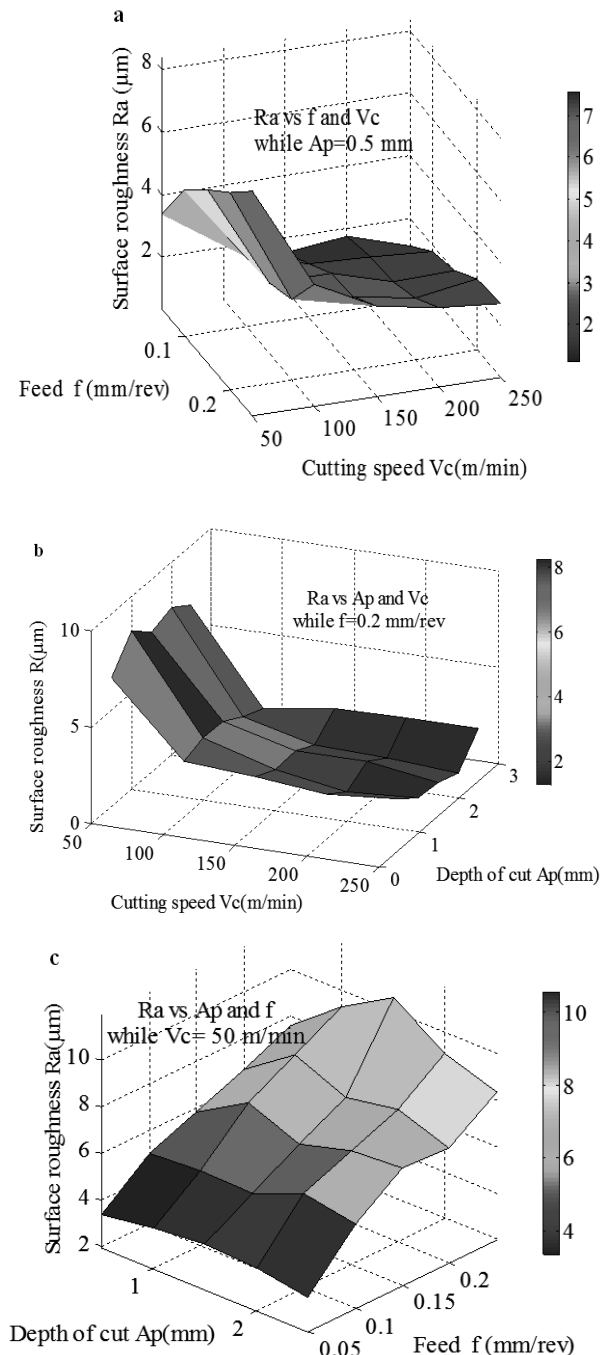 a
Surface roughness Ra (μm)
8
6
4
2
Ra vs f and Vc
while Ap=0.5 mm
7
6
5
4
3
2
0.1
0.2
Feed f (mm/rev)
50
100
150
200
250
Cutting speed Vc(m/min)
b
Surface roughness R(μm)
10
5
0
Ra vs Ap and Vc
while f=0.2 mm/rev
8
6
4
2
50
100
150
200
250
Cutting speed Vc(m/min)
0
1
2
3
Depth of cut Ap(mm)
c
Surface roughness Ra(μm)
10
8
6
4
2
Ra vs Ap and f
while Vc= 50 m/min
10
8
6
4
1
2
Depth of cut Ap(mm)
0.05
0.1
0.15
0.2
Feed f (mm/rev)